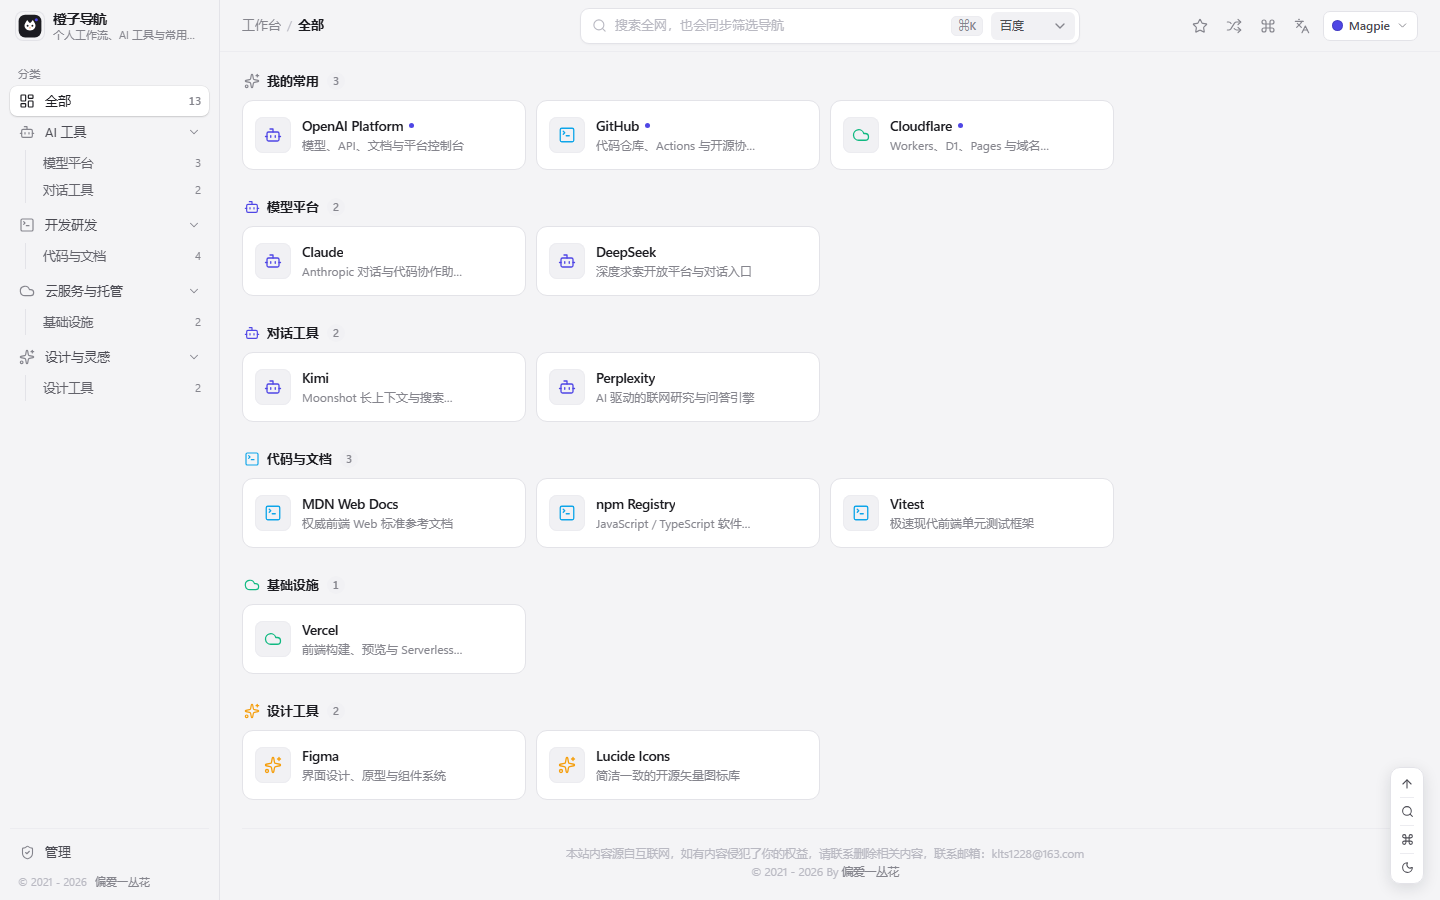 橙子导航
个人工作流、AI 工具与常用...
分类
全部 13
AI 工具
模型平台 3
对话工具 2
开发研发
代码与文档 4
云服务与托管
基础设施 2
设计与灵感
设计工具 2
管理
© 2021 - 2026 偏爱一丛花
工作台 / 全部
搜索全网，也会同步筛选导航 ⌘K 百度
Magpie
我的常用 3
OpenAI Platform
模型、API、文档与平台控制台
GitHub
代码仓库、Actions 与开源协...
Cloudflare
Workers、D1、Pages 与域名...
模型平台 2
Claude
Anthropic 对话与代码协作助...
DeepSeek
深度求索开放平台与对话入口
对话工具 2
Kimi
Moonshot 长上下文与搜索...
Perplexity
AI 驱动的联网研究与问答引擎
代码与文档 3
MDN Web Docs
权威前端 Web 标准参考文档
npm Registry
JavaScript / TypeScript 软件...
Vitest
极速现代前端单元测试框架
基础设施 1
Vercel
前端构建、预览与 Serverless...
设计工具 2
Figma
界面设计、原型与组件系统
Lucide Icons
简洁一致的开源矢量图标库
本站内容源自互联网，如有内容侵犯了你的权益，请联系删除相关内容，联系邮箱：klts1228@163.com
© 2021 - 2026 By 偏爱一丛花